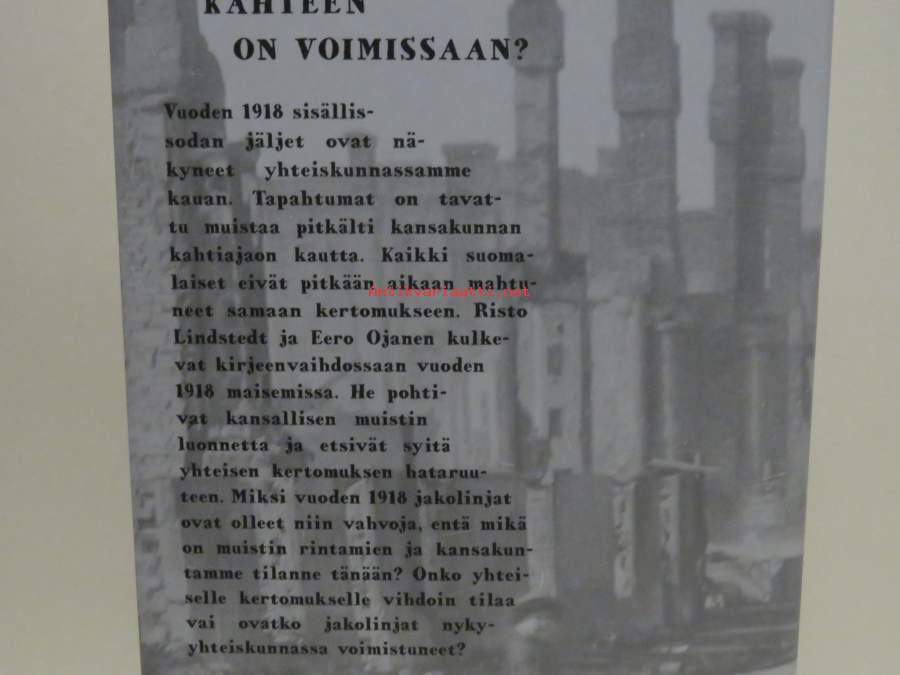 KAHTEEN
ON VOIMISSAAN?
Vuoden 1918 sisällis-
sodan jäljet ovat nä-
kyneet yhteiskunnassamme
kauan. Tapahtumat on tavat-
tu muistaa pitkälti kansakunnan
kahtiajaon kautta. Kaikki suoma-
laiset eivät pitkään aikaan mahtu-
antikvariaatti.net
neet samaan kertomukseen. Risto
Lindstedt ja Eero Ojanen kulke-
vat kirjeenvaihdossaan vuoden
1918 maisemissa. He pohti-
vat kansallisen muistin
luonnetta ja etsivät syitä
yhteisen kertomuksen hataruu-
teen. Miksi vuoden 1918 jakolinjat
ovat olleet niin vahvoja, entä mikä
on muistin rintamien ja kansakun-
tamme tilanne tänään? Onko yhtei-
selle kertomukselle vihdoin tilaa
vai ovatko jakolinjat nyky-
yhteiskunnassa voimistuneet?